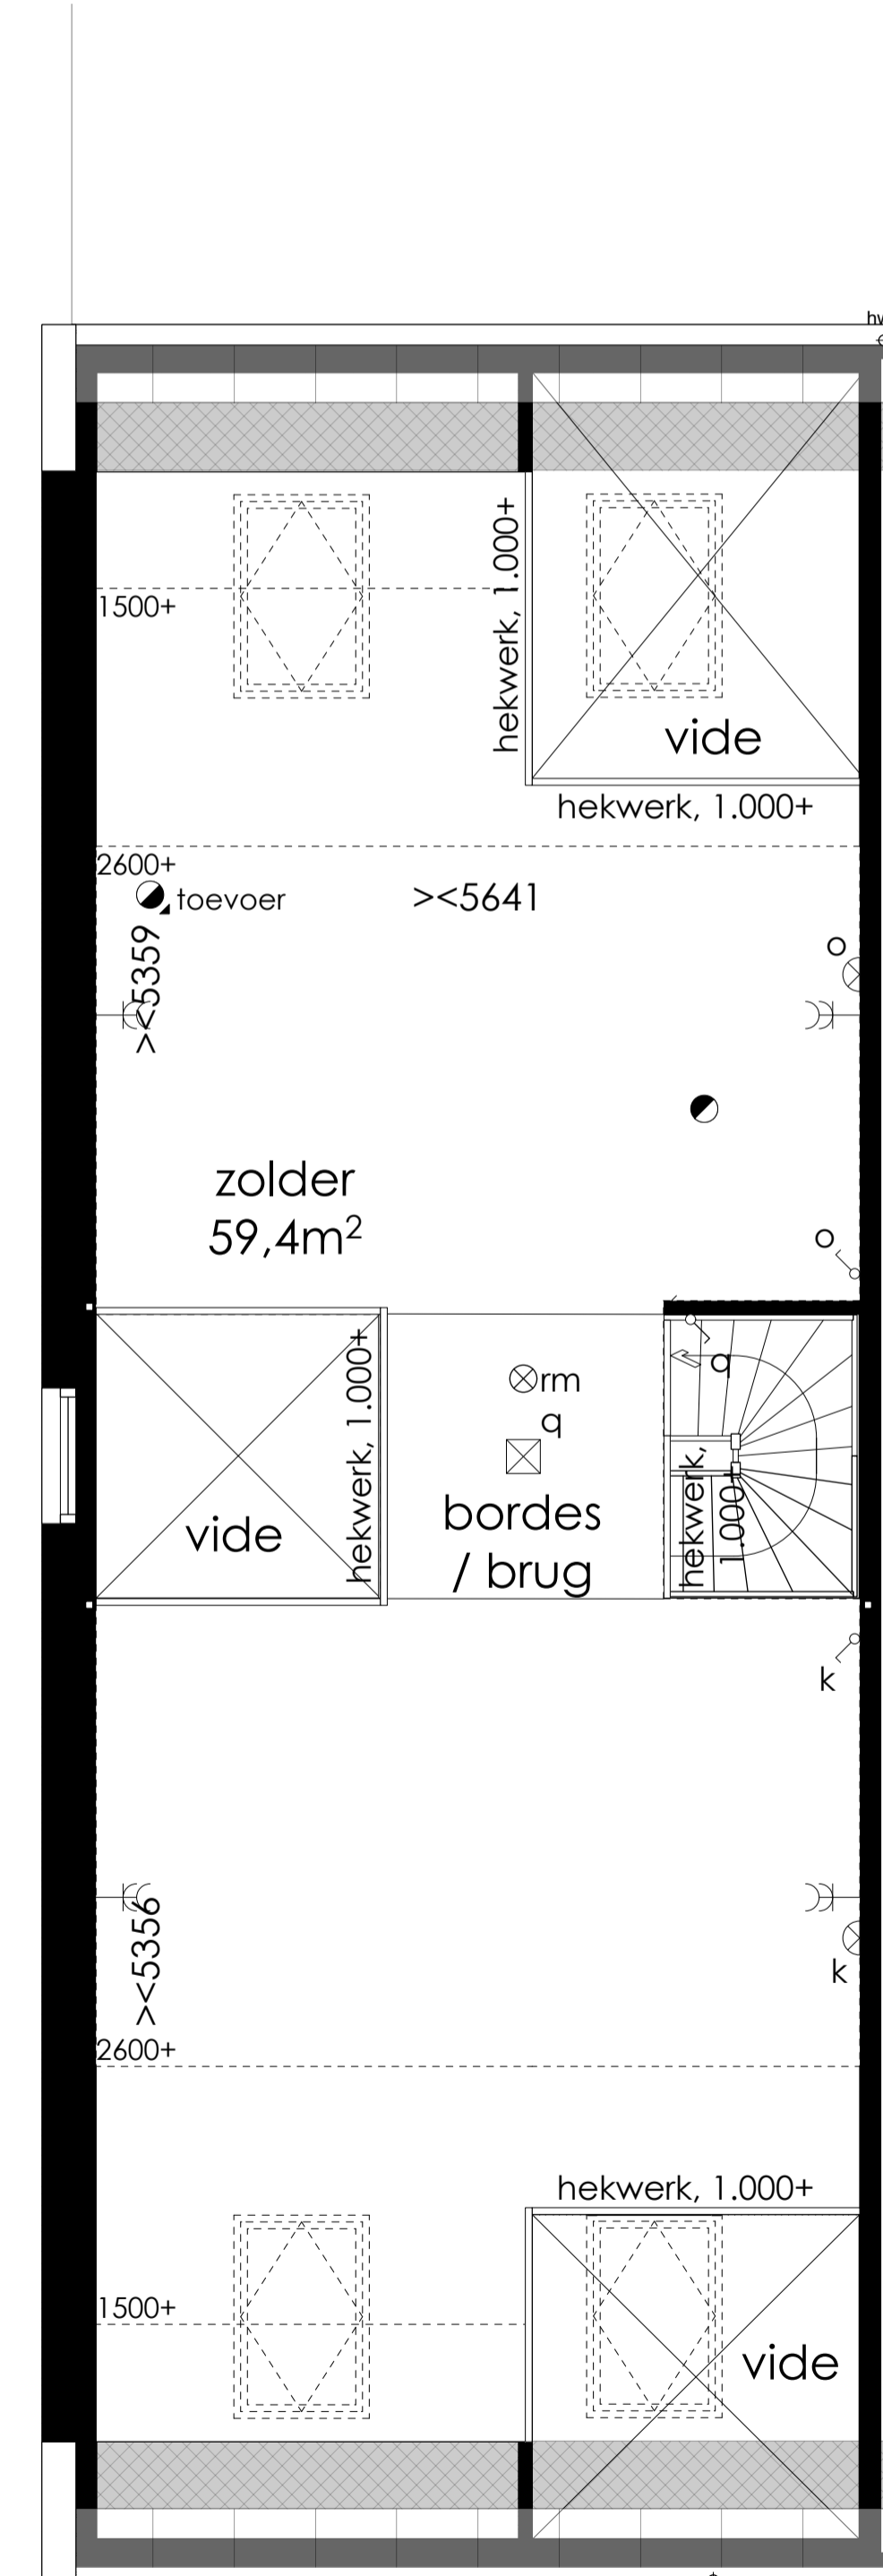 hw
hekwerk, 1.000+
1500+
vide
hekwerk, 1.000+
2600+
toevoer
><5641
><5359
o
zolder
59,4m²
o
hekwerk, 1.000+
q
rm
q
hekwerk,
1.000+
vide
bordes
/ brug
k
><5356
k
2600+
hekwerk, 1.000+
1500+
vide